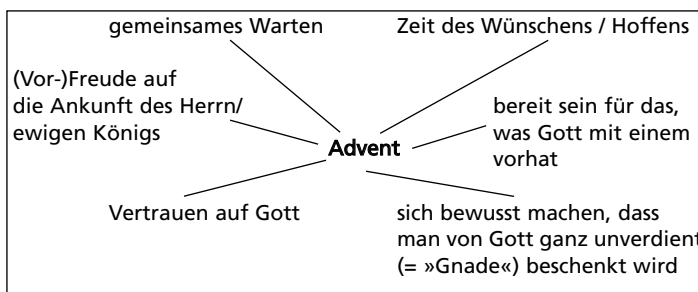 gemeinsames Warten
Zeit des Wünschens / Hoffens
(Vor-)Freude auf
die Ankunft des Herrn/
ewigen Königs
bereit sein für das,
was Gott mit einem
vorhat
Advent
Vertrauen auf Gott
sich bewusst machen, dass
man von Gott ganz unverdient
(= »Gnade«) beschenkt wird